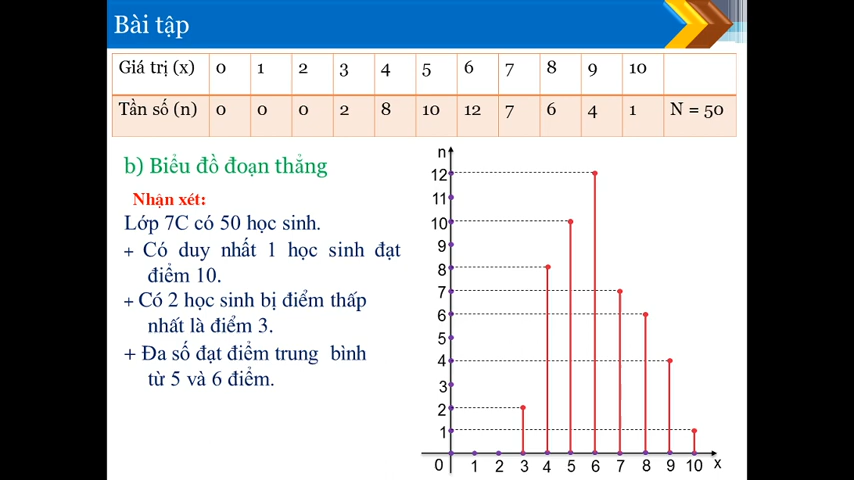 Bài tập
Giá trị (x) 0 1 2 3 4 5 6 7 8 9 10
Tần số (n) 0 0 0 2 8 10 12 7 6 4 1 N = 50
b) Biểu đồ đoạn thẳng
Nhận xét:
Lớp 7C có 50 học sinh.
+ Có duy nhất 1 học sinh đạt
điểm 10.
+ Có 2 học sinh bị điểm thấp
nhất là điểm 3.
+ Đa số đạt điểm trung bình
từ 5 và 6 điểm.
n
12
11
10
9
8
7
6
5
4
3
2
1
0 1 2 3 4 5 6 7 8 9 10 x